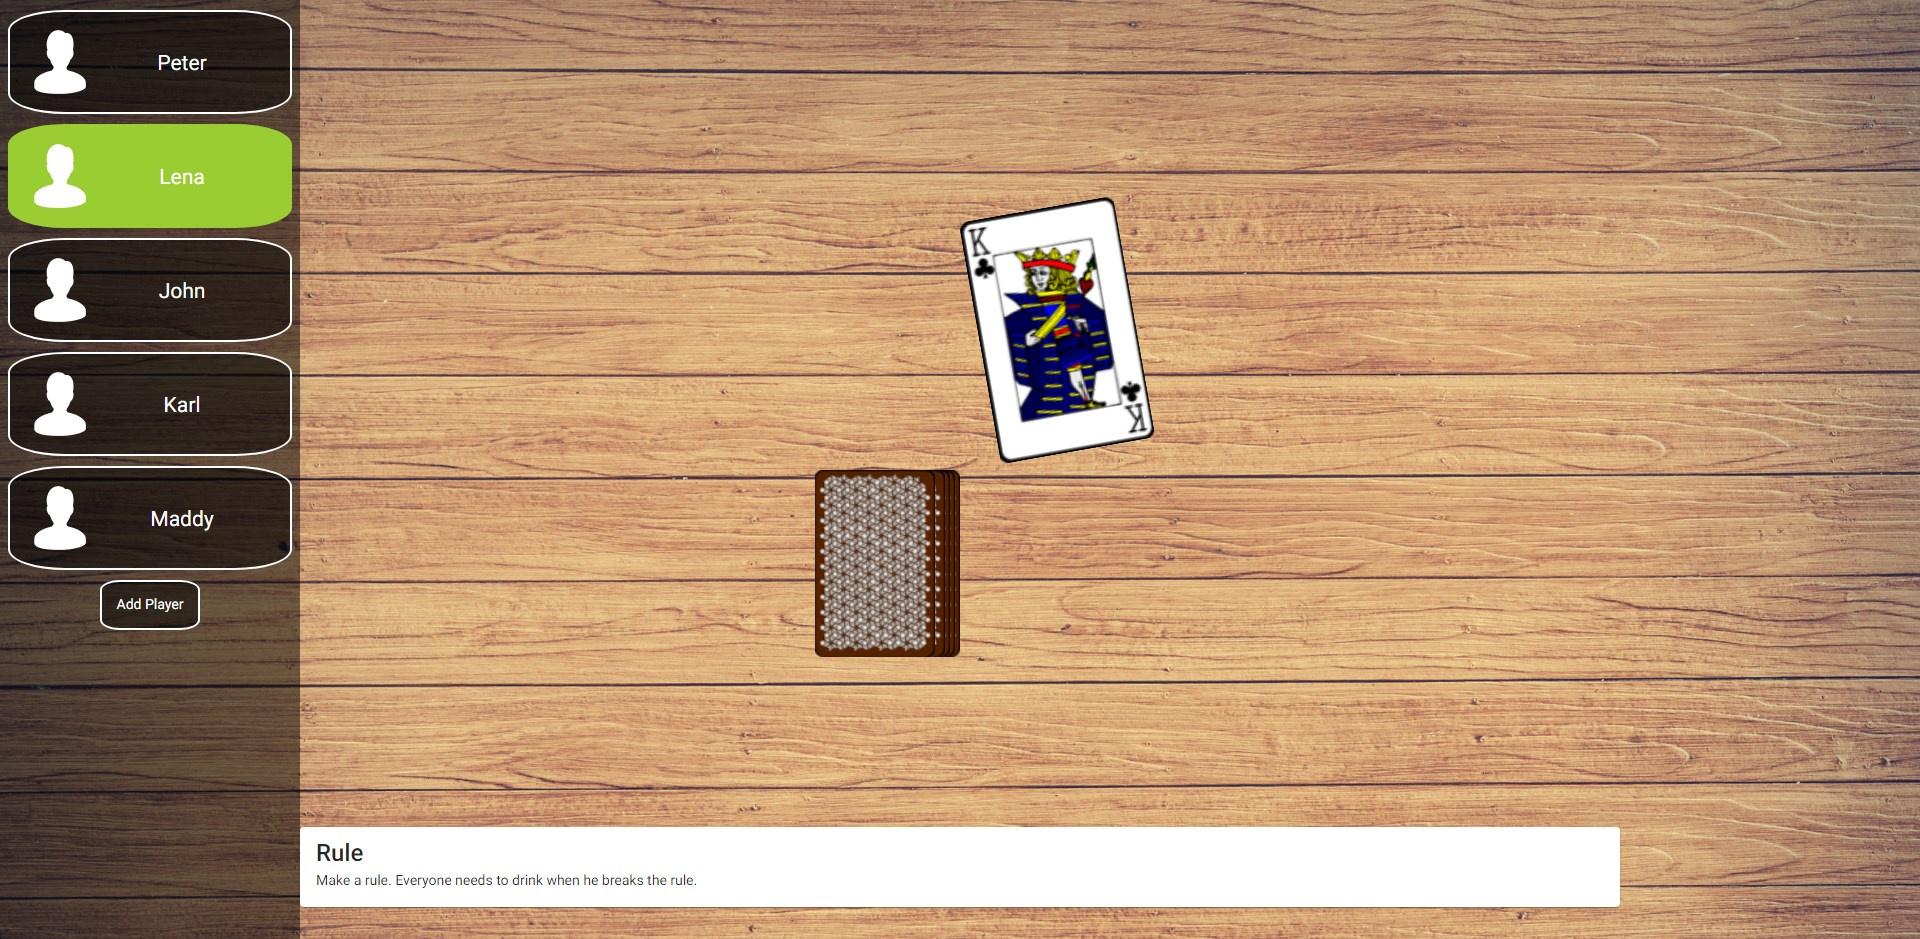 Peter
Lena
John
Karl
Maddy
Add Player
K
K
Rule
Make a rule. Everyone needs to drink when he breaks the rule.